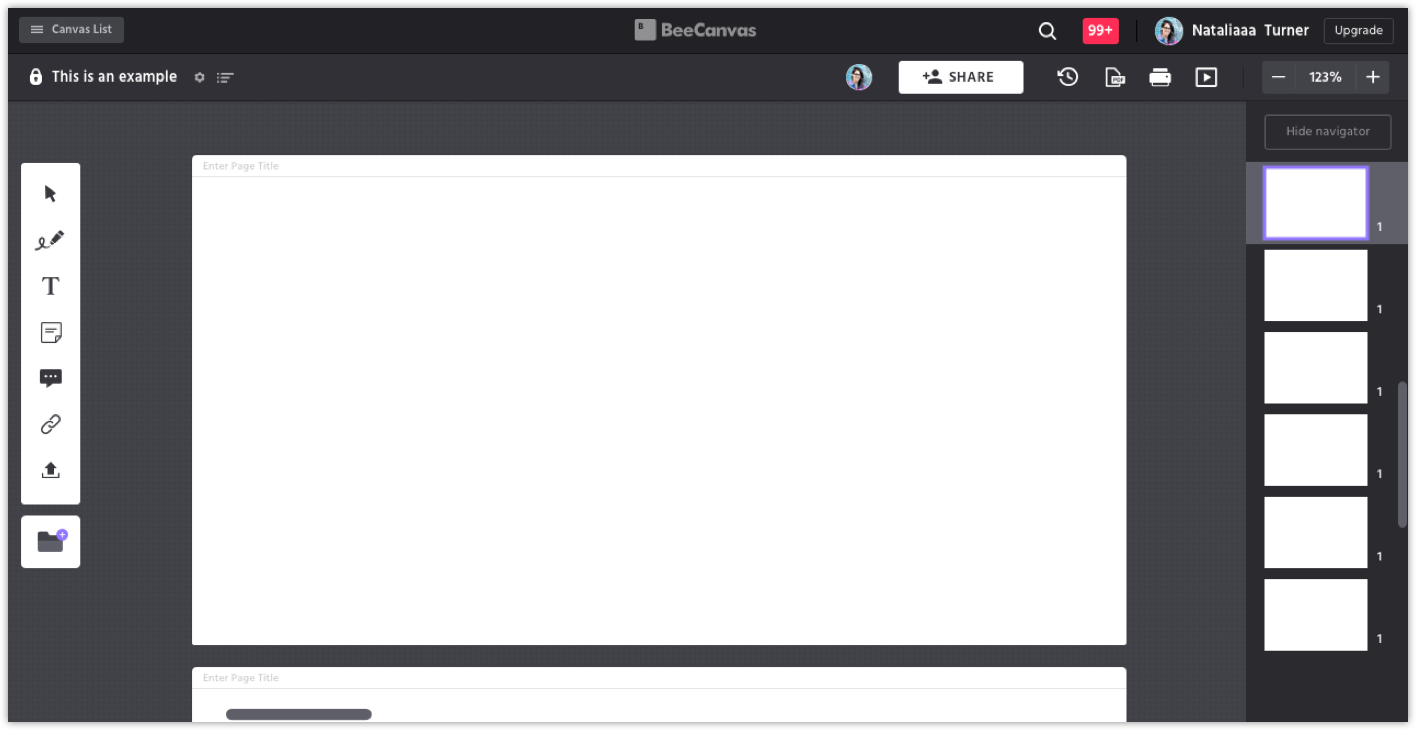 Canvas List
B BeeCanvas
99+
Nataliaaa Turner
Upgrade
This is an example
SHARE
PDF
123%
Hide navigator
Enter Page Title
T
1
1
1
1
1
1
Enter Page Title